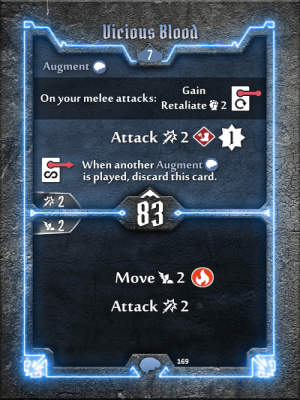 Vicious Blood
7
Augment
On your melee attacks: Gain
Retaliate 2
Attack 2 1
When another Augment
is played, discard this card.
2
83
2
Move 2
Attack 2
169